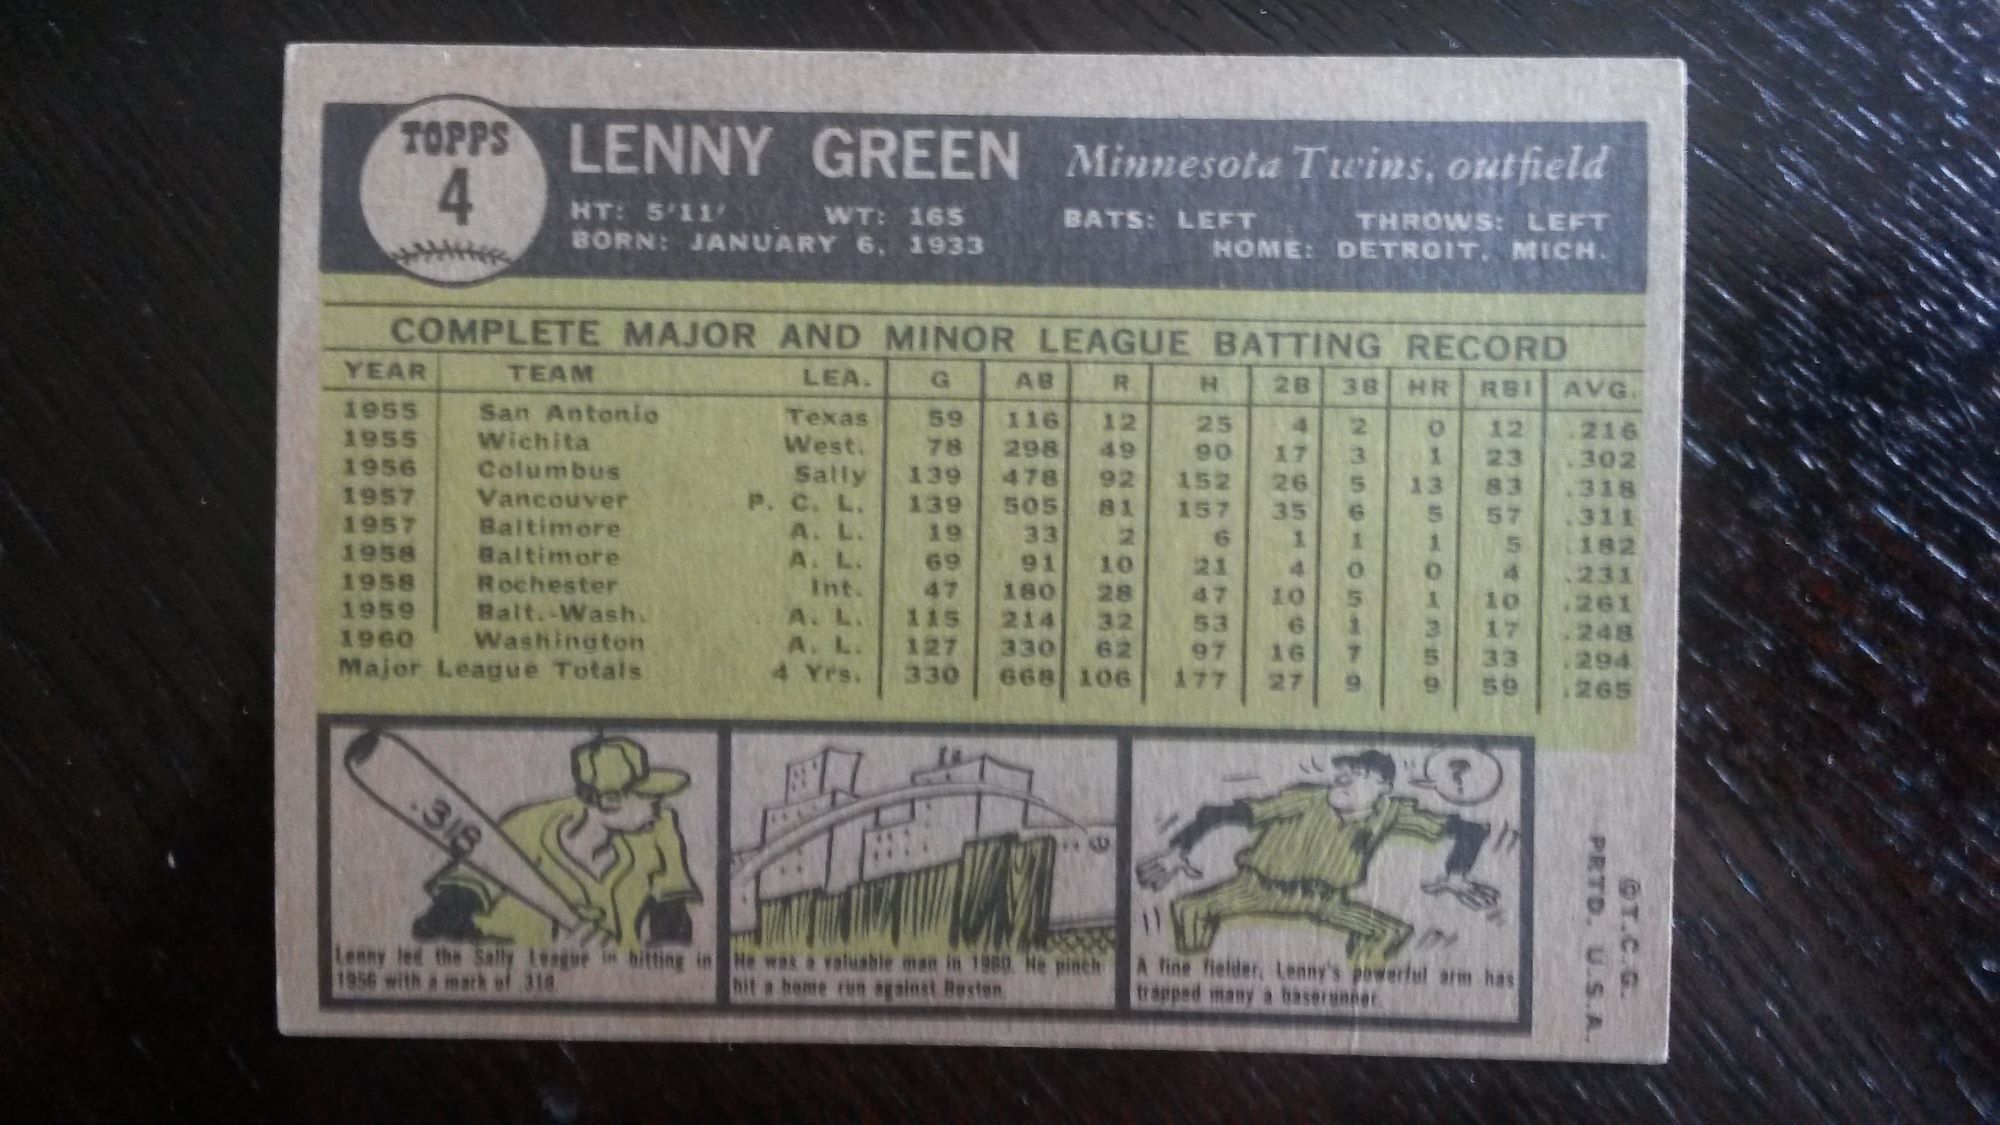 TOPPS
4
LENNY GREEN Minnesota Twins, outfield
HT: 5'11' WT: 165 BATS: LEFT THROWS: LEFT
BORN: JANUARY 6, 1933 HOME: DETROIT, MICH.
COMPLETE MAJOR AND MINOR LEAGUE BATTING RECORD
YEAR TEAM LEA. G AB R H 2B 3B HR RBI AVG.
1955 San Antonio Texas 59 116 12 25 4 2 0 12 .216
1955 Wichita West. 78 298 49 90 17 3 1 23 .302
1956 Columbus Sally 139 478 92 152 26 5 13 83 .318
1957 Vancouver P. C. L. 139 505 81 157 35 6 5 57 .311
1957 Baltimore A. L. 19 33 2 6 1 1 1 5 .182
1958 Baltimore A. L. 69 91 10 21 4 0 0 4 .231
1958 Rochester Int. 47 180 28 47 10 5 1 10 .261
1959 Balt.-Wash. A. L. 115 214 32 53 6 1 3 17 .248
1960 Washington A. L. 127 330 62 97 16 7 5 33 .294
Major League Totals 4 Yrs. 330 668 106 177 27 9 9 59 .265
.318
Lenny led the Sally League in hitting in
1956 with a mark of .318.
He was a valuable man in 1960. He pinch
hit a home run against Boston.
?
A fine fielder, Lenny's powerful arm has
trapped many a baserunner.
©T.C.G.
PRTD. U.S.A.